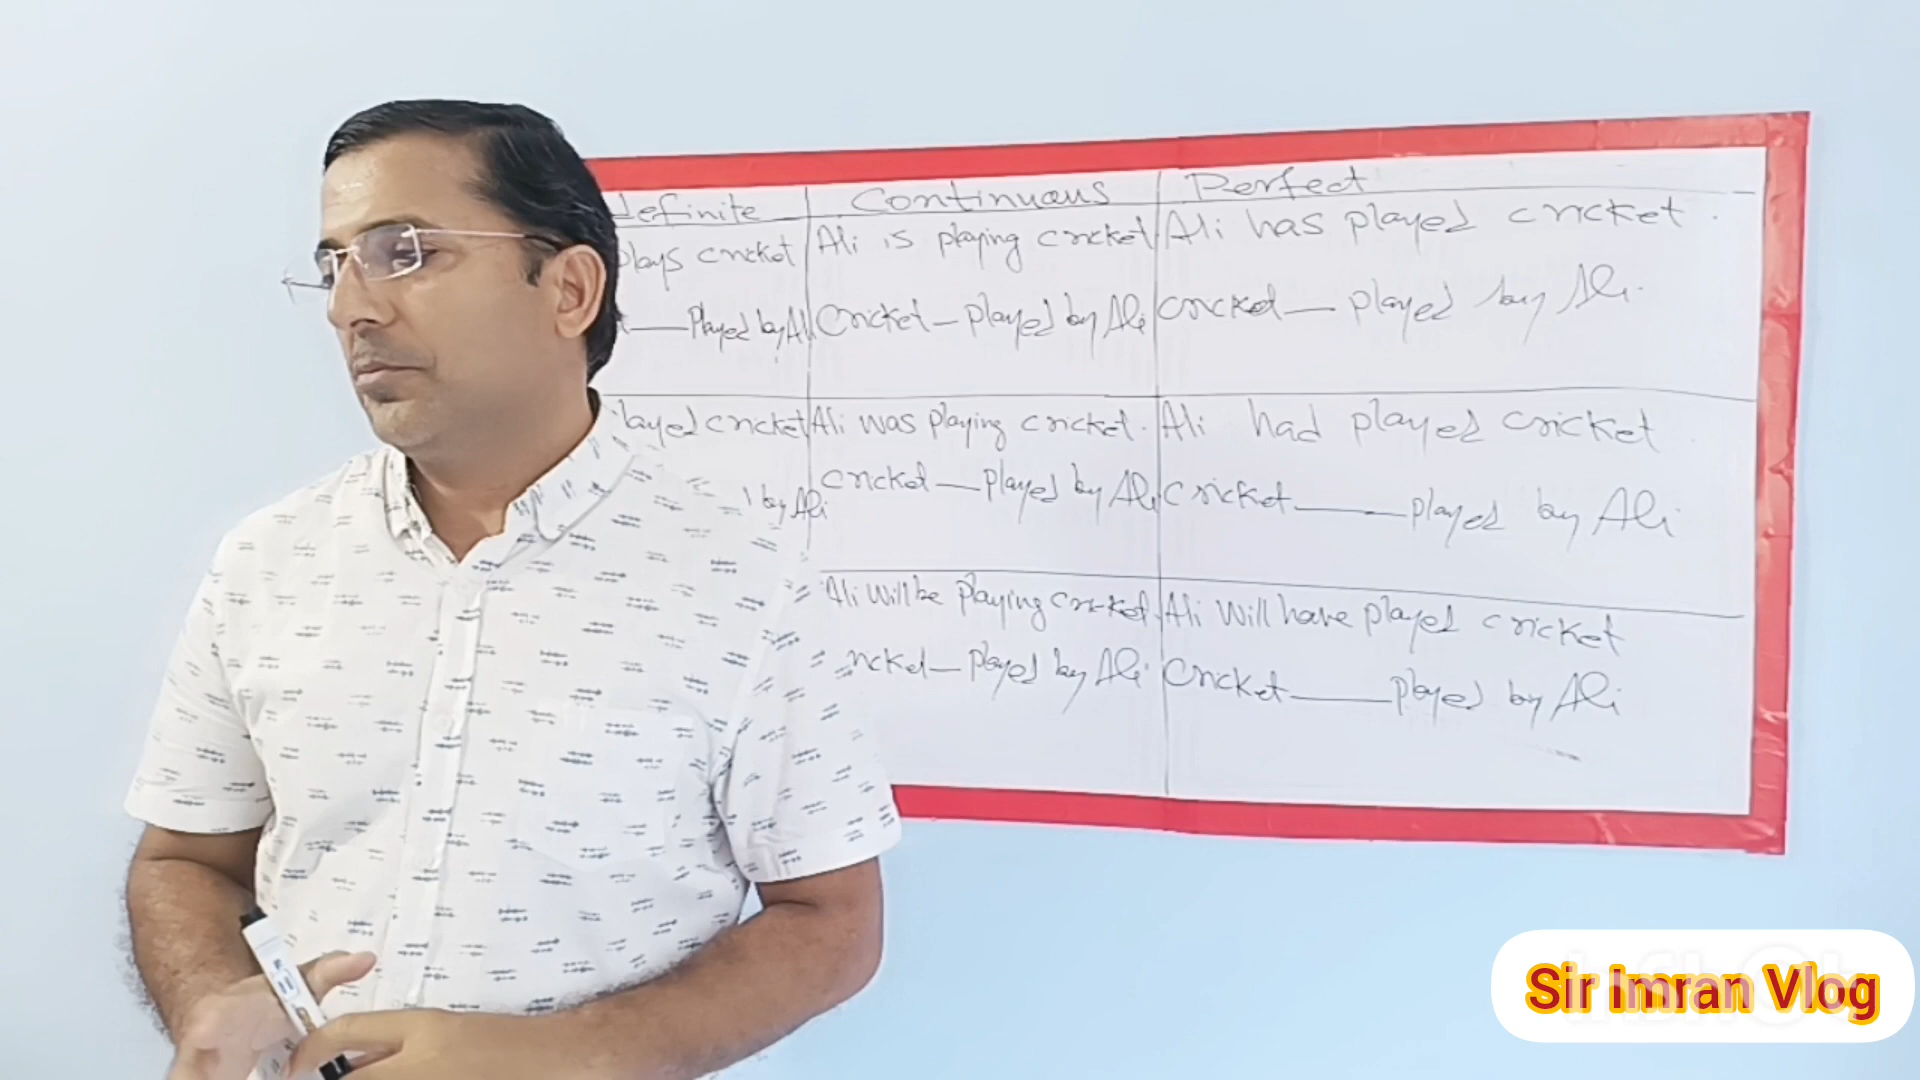 definite Continuous Perfect
plays cricket Ali is playing cricket Ali has played cricket.
Played by Ali Cricket — played by Ali cricket — played by Ali.
layed cricket Ali was playing cricket. Ali had played cricket
by Ali cricket — played by Ali Cricket — played by Ali
Ali will be playing cricket. Ali Will have played cricket
ricket — played by Ali Cricket — played by Ali
Sir Imran Vlog